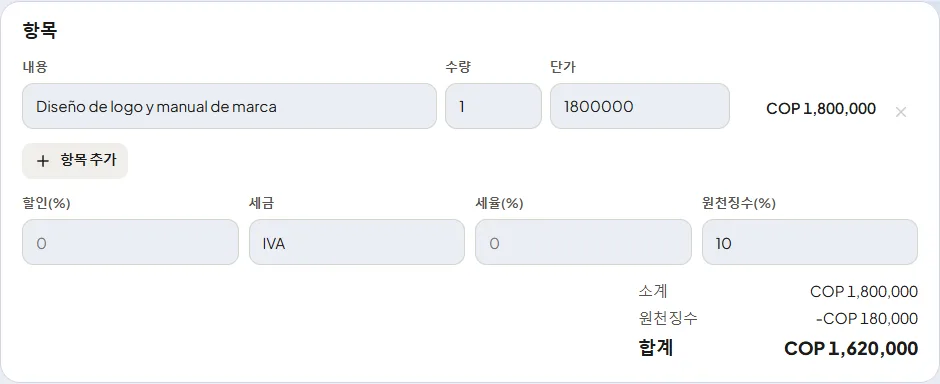 항목
내용 수량 단가
Diseño de logo y manual de marca 1 1800000 COP 1,800,000 ×
+ 항목 추가
할인(%) 세금 세율(%) 원천징수(%)
0 IVA 0 10
소계 COP 1,800,000
원천징수 -COP 180,000
합계 COP 1,620,000